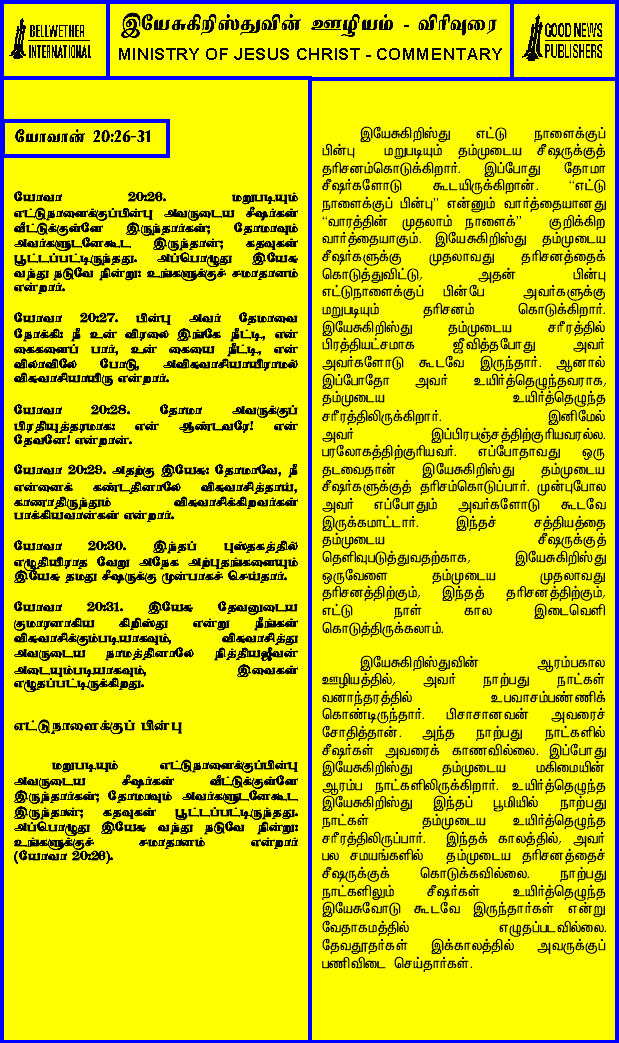 BELLWETHER
INTERNATIONAL
இயேசுகிறிஸ்துவின் ஊழியம் - விரிவுரை
MINISTRY OF JESUS CHRIST - COMMENTARY
GOOD NEWS
PUBLISHERS
யோவான் 20:26-31
யோவா 20:26. மறுபடியும்
எட்டுநாளைக்குப்பின்பு அவருடைய சீஷர்கள்
வீட்டுக்குள்ளே இருந்தார்கள்; தோமாவும்
அவர்களுடனேகூட இருந்தான்; கதவுகள்
பூட்டப்பட்டிருந்தது. அப்பொழுது இயேசு
வந்து நடுவே நின்று: உங்களுக்குச் சமாதானம்
என்றார்.
யோவா 20:27. பின்பு அவர் தோமாவை
நோக்கி: நீ உன் விரலை இங்கே நீட்டி, என்
கைகளைப் பார், உன் கையை நீட்டி, என்
விலாவிலே போடு, அவிசுவாசியாயிராமல்
விசுவாசியாயிரு என்றார்.
யோவா 20:28. தோமா அவருக்குப்
பிரதியுத்தரமாக: என் ஆண்டவரே! என்
தேவனே! என்றான்.
யோவா 20:29. அதற்கு இயேசு: தோமாவே, நீ
என்னைக் கண்டதினாலே விசுவாசித்தாய்,
காணாதிருந்தும் விசுவாசிக்கிறவர்கள்
பாக்கியவான்கள் என்றார்.
யோவா 20:30. இந்தப் புஸ்தகத்தில்
எழுதியிராத வேறு அநேக அற்புதங்களையும்
இயேசு தமது சீஷருக்கு முன்பாகச் செய்தார்.
யோவா 20:31. இயேசு தேவனுடைய
குமாரனாகிய கிறிஸ்து என்று நீங்கள்
விசுவாசிக்கும்படியாகவும், விசுவாசித்து
அவருடைய நாமத்தினாலே நித்தியஜீவன்
அடையும்படியாகவும், இவைகள்
எழுதப்பட்டிருக்கிறது.
எட்டுநாளைக்குப் பின்பு
மறுபடியும் எட்டுநாளைக்குப்பின்பு
அவருடைய சீஷர்கள் வீட்டுக்குள்ளே
இருந்தார்கள்; தோமாவும் அவர்களுடனேகூட
இருந்தான்; கதவுகள் பூட்டப்பட்டிருந்தது.
அப்பொழுது இயேசு வந்து நடுவே நின்று:
உங்களுக்குச் சமாதானம் என்றார்
(யோவா 20:26).
இயேசுகிறிஸ்து எட்டு நாளைக்குப்
பின்பு மறுபடியும் தம்முடைய சீஷருக்குத்
தரிசனம்கொடுக்கிறார். இப்போது தோமா
சீஷர்களோடு கூடயிருக்கிறான். “எட்டு
நாளைக்குப் பின்பு” என்னும் வார்த்தையானது
“வாரத்தின் முதலாம் நாளைக்” குறிக்கிற
வார்த்தையாகும். இயேசுகிறிஸ்து தம்முடைய
சீஷர்களுக்கு முதலாவது தரிசனத்தைக்
கொடுத்துவிட்டு, அதன் பின்பு
எட்டுநாளைக்குப் பின்பே அவர்களுக்கு
மறுபடியும் தரிசனம் கொடுக்கிறார்.
இயேசுகிறிஸ்து தம்முடைய சரீரத்தில்
பிரத்தியட்சமாக ஜீவித்தபோது அவர்
அவர்களோடு கூடவே இருந்தார். ஆனால்
இப்போதோ அவர் உயிர்த்தெழுந்தவராக,
தம்முடைய உயிர்த்தெழுந்த
சரீரத்திலிருக்கிறார். இனிமேல்
அவர் இப்பிரபஞ்சத்திற்குரியவரல்ல.
பரலோகத்திற்குரியவர். எப்போதாவது ஒரு
தடவைதான் இயேசுகிறிஸ்து தம்முடைய
சீஷர்களுக்குத் தரிசம்கொடுப்பார். முன்புபோல
அவர் எப்போதும் அவர்களோடு கூடவே
இருக்கமாட்டார். இந்தச் சத்தியத்தை
தம்முடைய சீஷருக்குத்
தெளிவுபடுத்துவதற்காக, இயேசுகிறிஸ்து
ஒருவேளை தம்முடைய முதலாவது
தரிசனத்திற்கும், இந்தத் தரிசனத்திற்கும்,
எட்டு நாள் கால இடைவெளி
கொடுத்திருக்கலாம்.
இயேசுகிறிஸ்துவின் ஆரம்பகால
ஊழியத்தில், அவர் நாற்பது நாட்கள்
வனாந்தரத்தில் உபவாசம்பண்ணிக்
கொண்டிருந்தார். பிசாசானவன் அவரைச்
சோதித்தான். அந்த நாற்பது நாட்களில்
சீஷர்கள் அவரைக் காணவில்லை. இப்போது
இயேசுகிறிஸ்து தம்முடைய மகிமையின்
ஆரம்ப நாட்களிலிருக்கிறார். உயிர்த்தெழுந்த
இயேசுகிறிஸ்து இந்தப் பூமியில் நாற்பது
நாட்கள் தம்முடைய உயிர்த்தெழுந்த
சரீரத்திலிருப்பார். இந்தக் காலத்தில், அவர்
பல சமயங்களில் தம்முடைய தரிசனத்தைச்
சீஷருக்குக் கொடுக்கவில்லை. நாற்பது
நாட்களிலும் சீஷர்கள் உயிர்த்தெழுந்த
இயேசுவோடு கூடவே இருந்தார்கள் என்று
வேதாகமத்தில் எழுதப்படவில்லை.
தேவதூதர்கள் இக்காலத்தில் அவருக்குப்
பணிவிடை செய்தார்கள்.